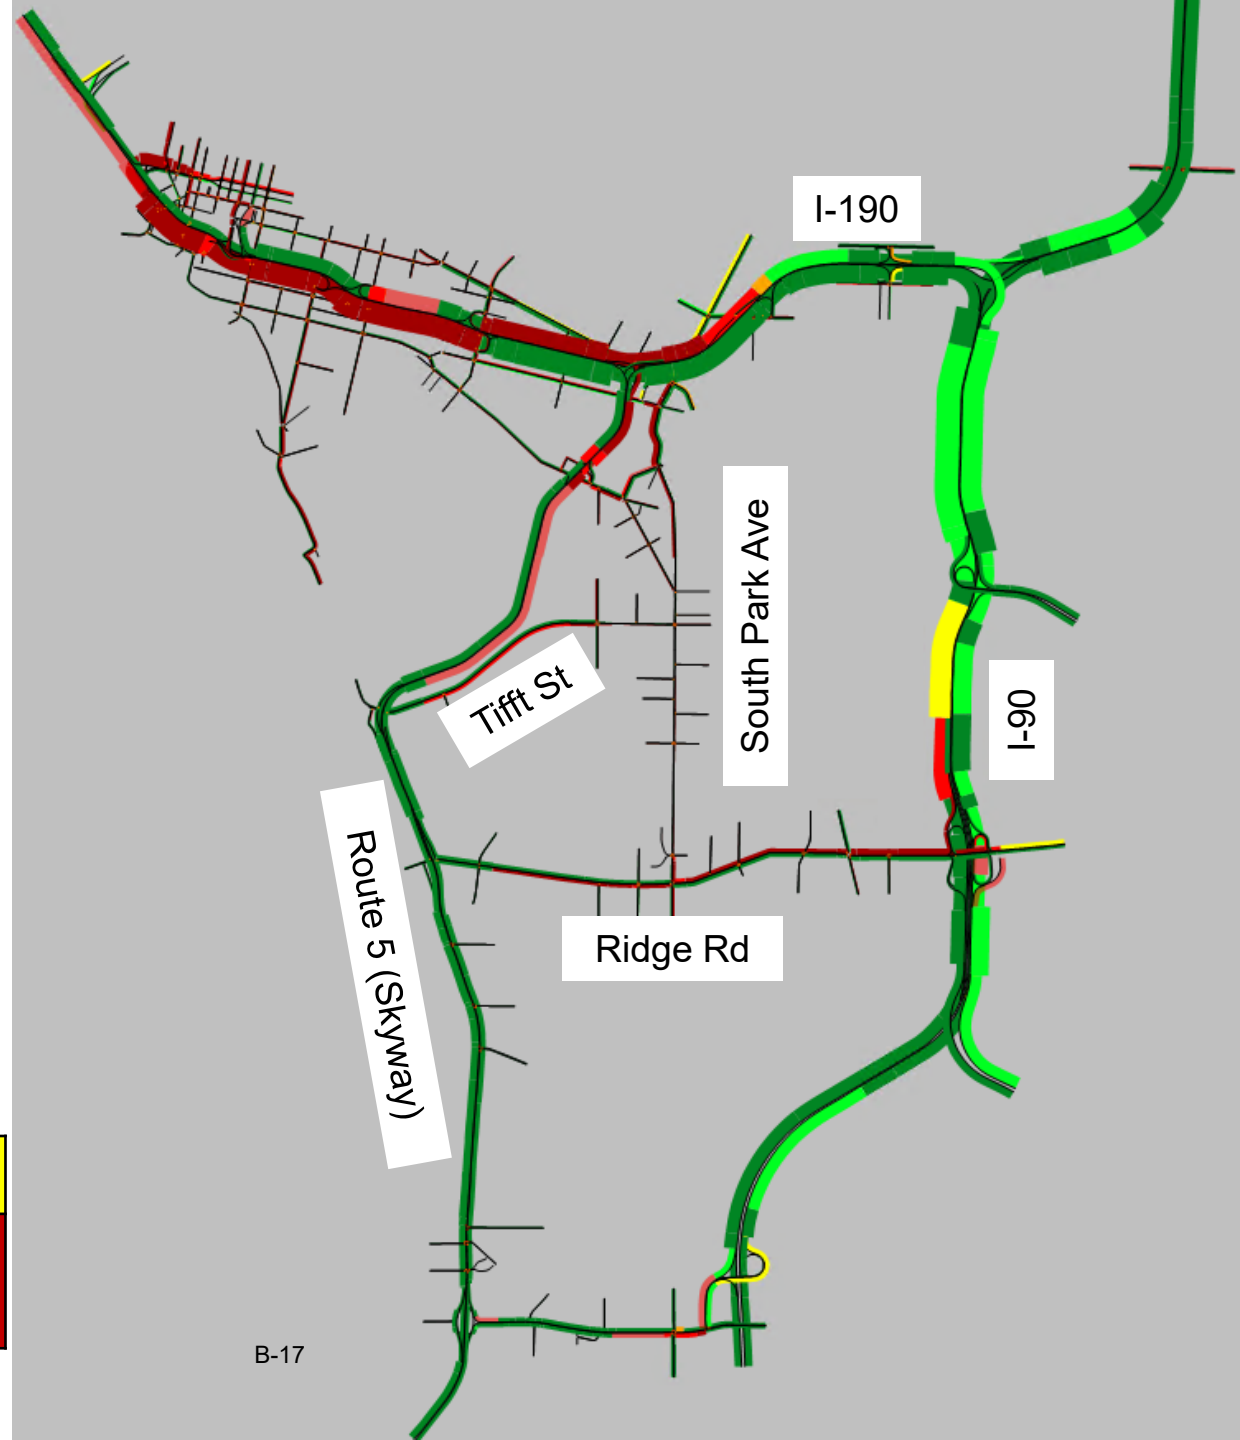 I-190
South Park Ave
Tifft St
I-90
Route 5 (Skyway)
Ridge Rd
B-17